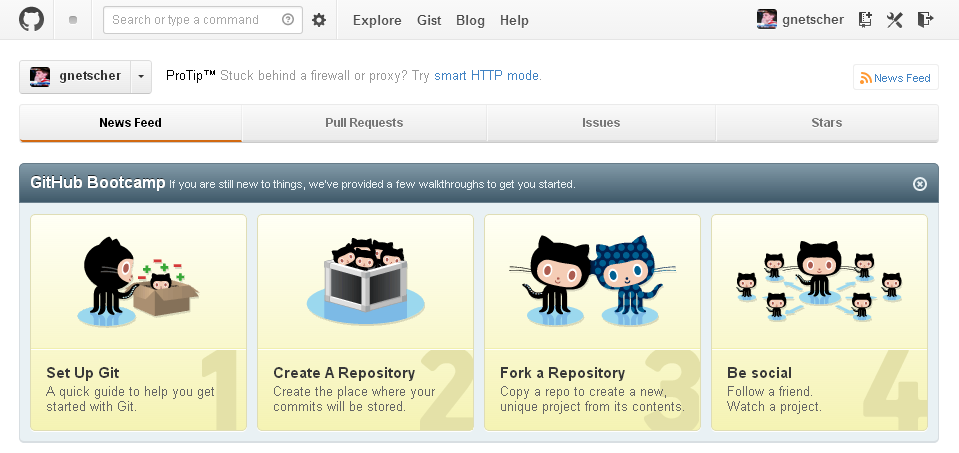 Search or type a command
Explore Gist Blog Help
gnetscher
gnetscher
ProTip™ Stuck behind a firewall or proxy? Try smart HTTP mode.
News Feed
News Feed
Pull Requests
Issues
Stars
GitHub Bootcamp If you are still new to things, we've provided a few walkthroughs to get you started.
1
Set Up Git
A quick guide to help you get
started with Git.
2
Create A Repository
Create the place where your
commits will be stored.
3
Fork a Repository
Copy a repo to create a new,
unique project from its contents.
4
Be social
Follow a friend.
Watch a project.